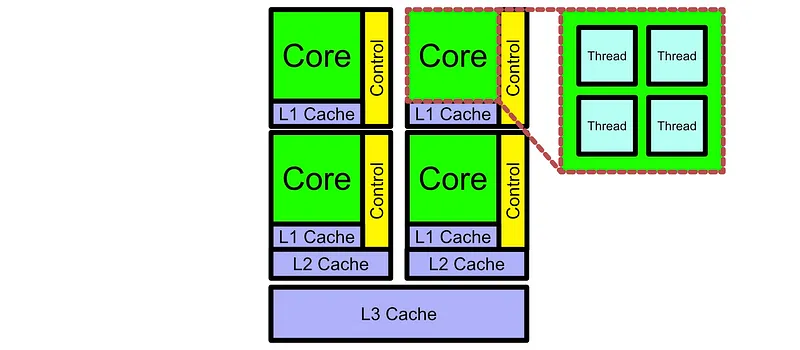 Core
Control
L1 Cache
Core
Control
L1 Cache
Thread
Thread
Thread
Thread
Core
Control
L1 Cache
L2 Cache
Core
Control
L1 Cache
L2 Cache
L3 Cache